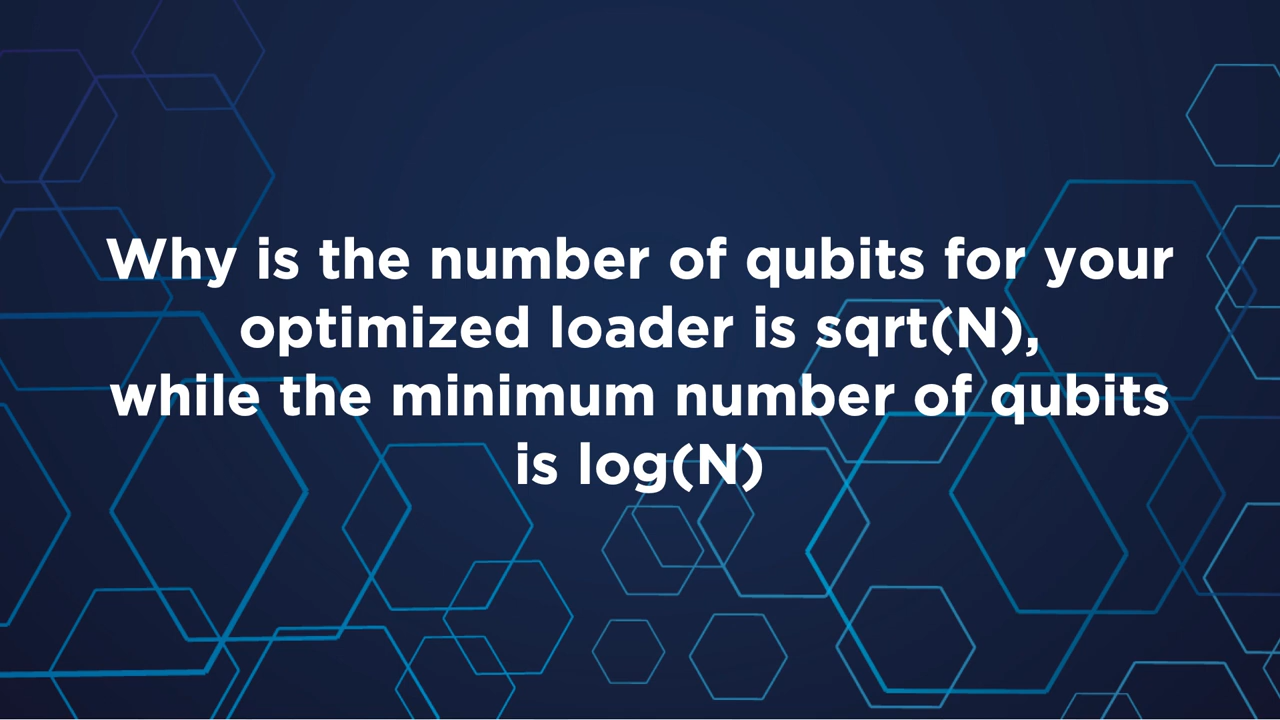 Why is the number of qubits for your
optimized loader is sqrt(N),
while the minimum number of qubits
is log(N)